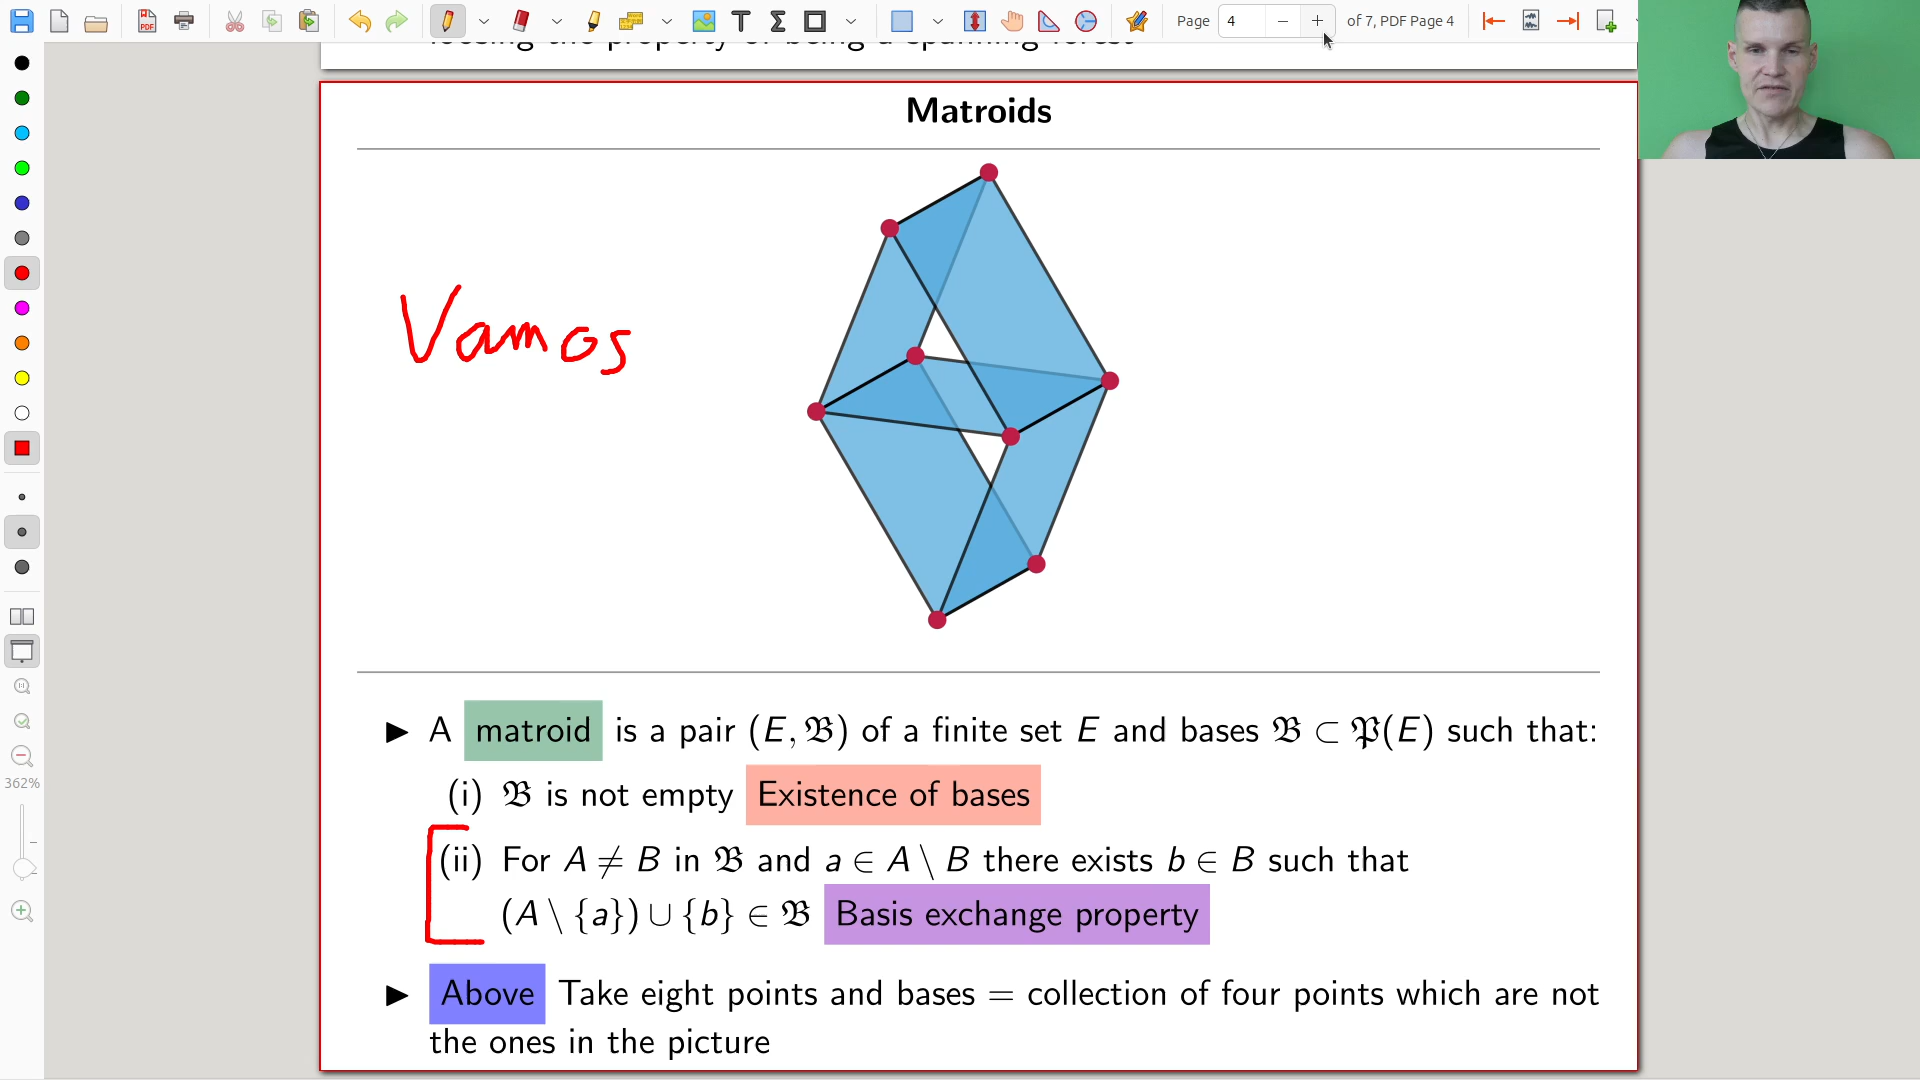 Page 4 of 7, PDF Page 4
Matroids
Vamos
▶ A matroid is a pair (E, 𝔅) of a finite set E and bases 𝔅 ⊂ 𝔓(E) such that:
(i) 𝔅 is not empty Existence of bases
(ii) For A ≠ B in 𝔅 and a ∈ A \ B there exists b ∈ B such that
(A \ {a}) ∪ {b} ∈ 𝔅 Basis exchange property
▶ Above Take eight points and bases = collection of four points which are not
the ones in the picture
362%